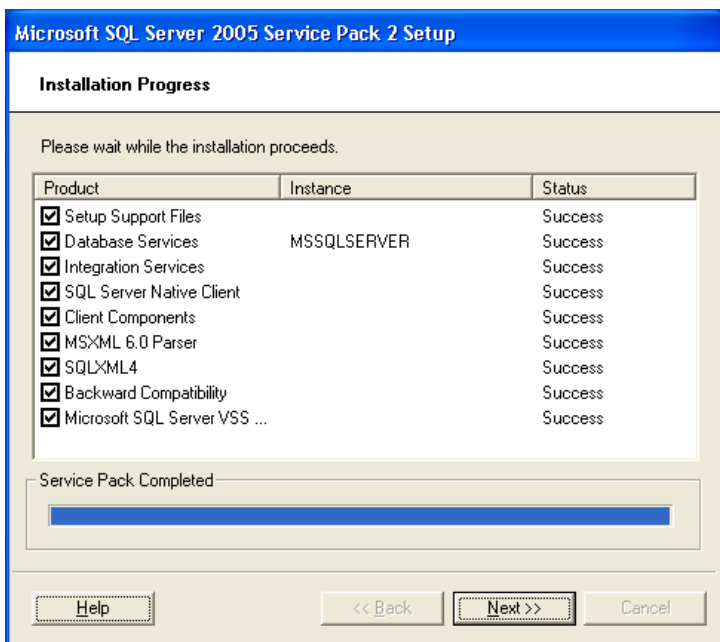 Microsoft SQL Server 2005 Service Pack 2 Setup
Installation Progress
Please wait while the installation proceeds.
Product Instance Status
Setup Support Files Success
Database Services MSSQLSERVER Success
Integration Services Success
SQL Server Native Client Success
Client Components Success
MSXML 6.0 Parser Success
SQLXML4 Success
Backward Compatibility Success
Microsoft SQL Server VSS ... Success
Service Pack Completed
Help << Back Next >> Cancel